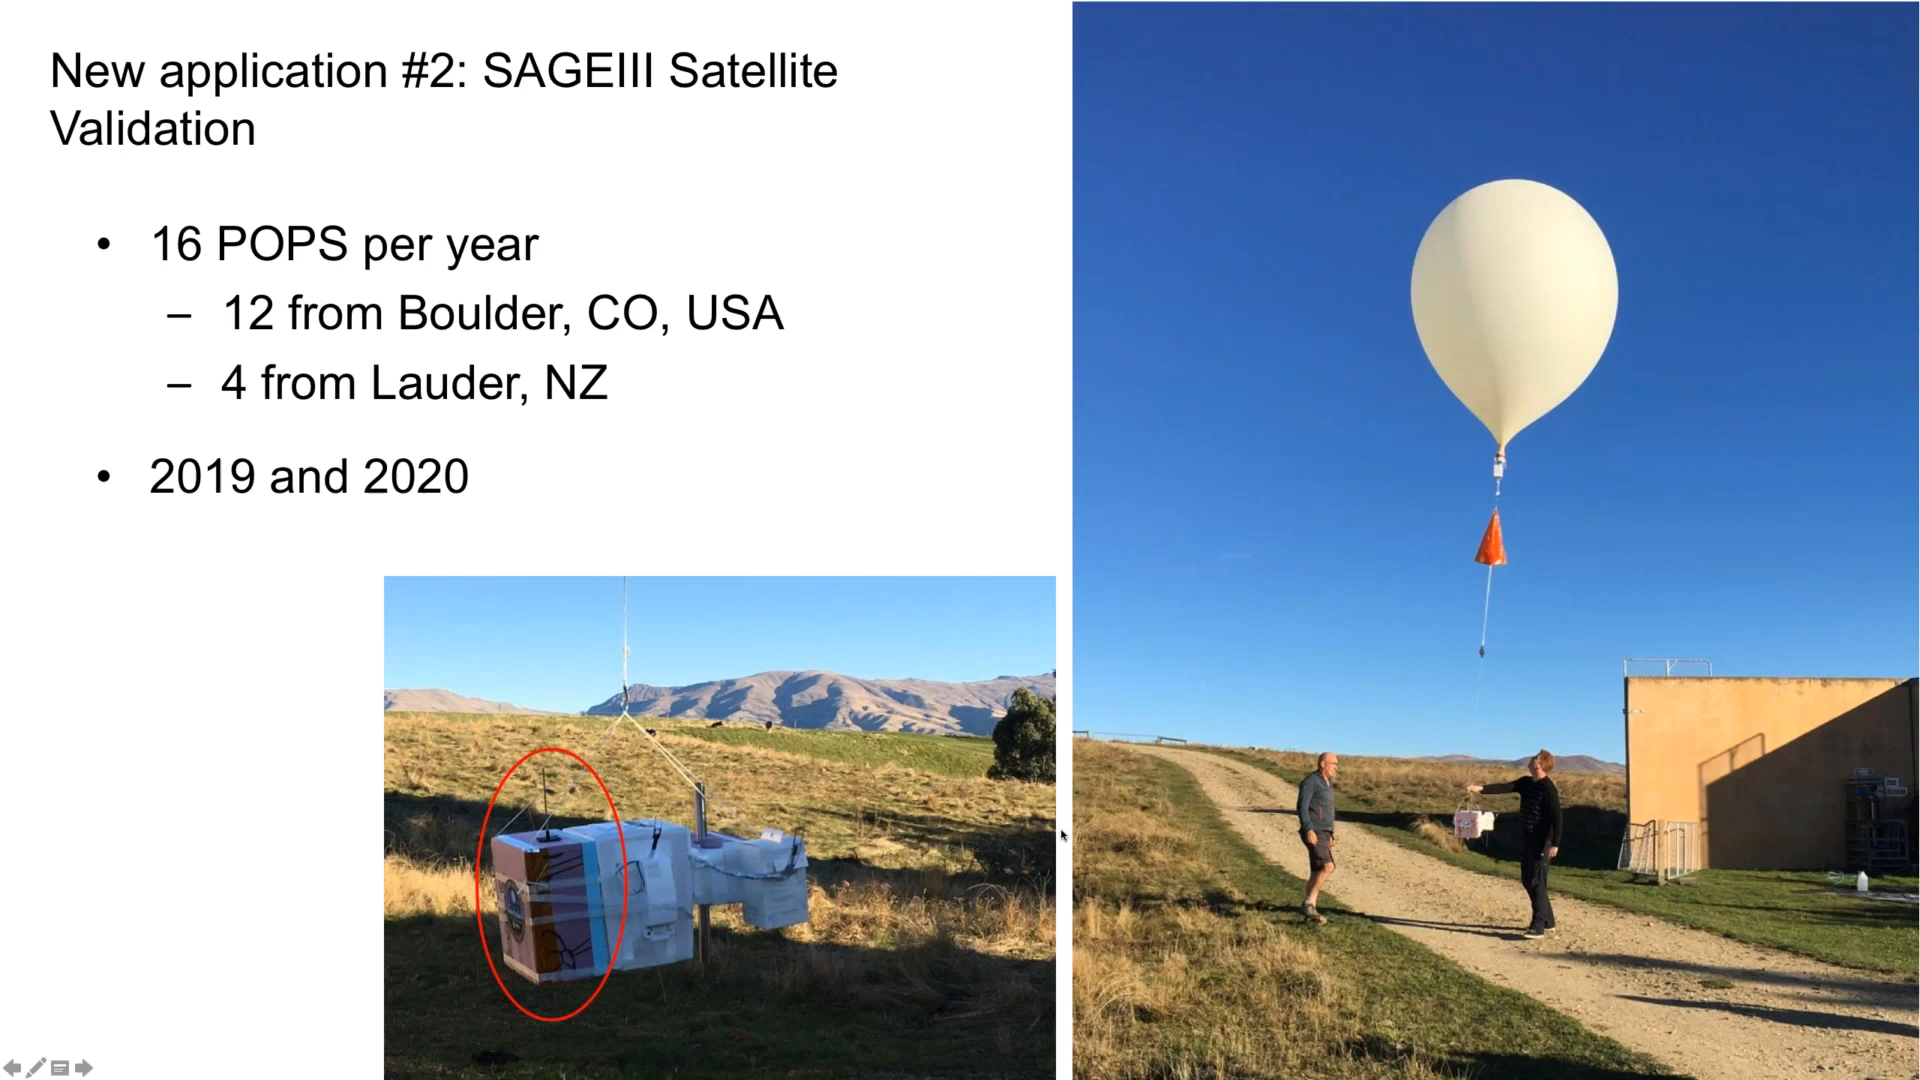 New application #2: SAGEIII Satellite
Validation
• 16 POPS per year
– 12 from Boulder, CO, USA
– 4 from Lauder, NZ
• 2019 and 2020